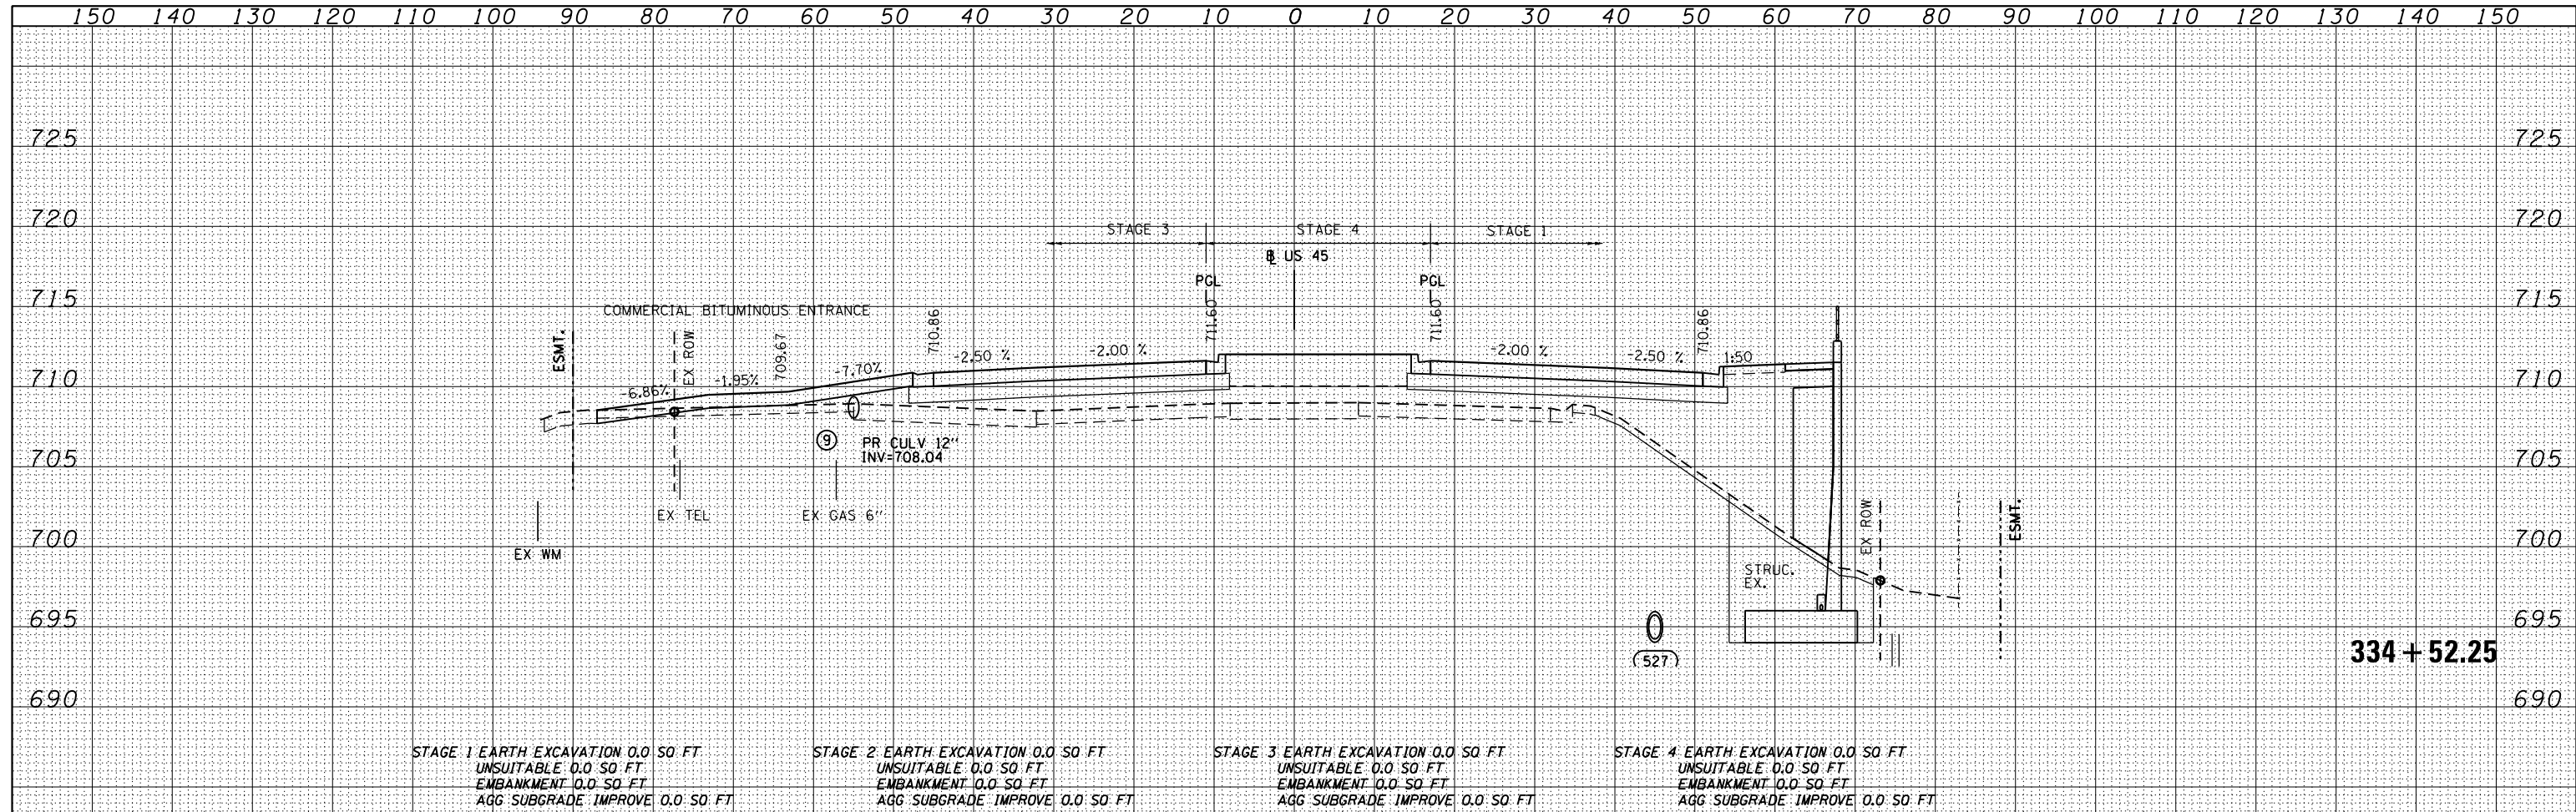 150 140 130 120 110 100 90 80 70 60 50 40 30 20 10 0 10 20 30 40 50 60 70 80 90 100 110 120 130 140 150
725 725
720 720
STAGE 3 STAGE 4 STAGE 1
BL US 45
PGL PGL
715 715
COMMERCIAL BITUMINOUS ENTRANCE
ESMT.
EX ROW
709.67
710.86
711.60
711.60
710.86
-6.86% -1.95% -7.70% -2.50 % -2.00 % -2.00 % -2.50 % 1:50
710 710
9 PR CULV 12"
INV=708.04
705 705
EX TEL EX GAS 6"
EX WM
EX ROW
ESMT.
700 700
STRUC.
EX.
695 695
527
334+52.25
690 690
STAGE 1 EARTH EXCAVATION 0.0 SQ FT
UNSUITABLE 0.0 SQ FT
EMBANKMENT 0.0 SQ FT
AGG SUBGRADE IMPROVE 0.0 SQ FT
STAGE 2 EARTH EXCAVATION 0.0 SQ FT
UNSUITABLE 0.0 SQ FT
EMBANKMENT 0.0 SQ FT
AGG SUBGRADE IMPROVE 0.0 SQ FT
STAGE 3 EARTH EXCAVATION 0.0 SQ FT
UNSUITABLE 0.0 SQ FT
EMBANKMENT 0.0 SQ FT
AGG SUBGRADE IMPROVE 0.0 SQ FT
STAGE 4 EARTH EXCAVATION 0.0 SQ FT
UNSUITABLE 0.0 SQ FT
EMBANKMENT 0.0 SQ FT
AGG SUBGRADE IMPROVE 0.0 SQ FT